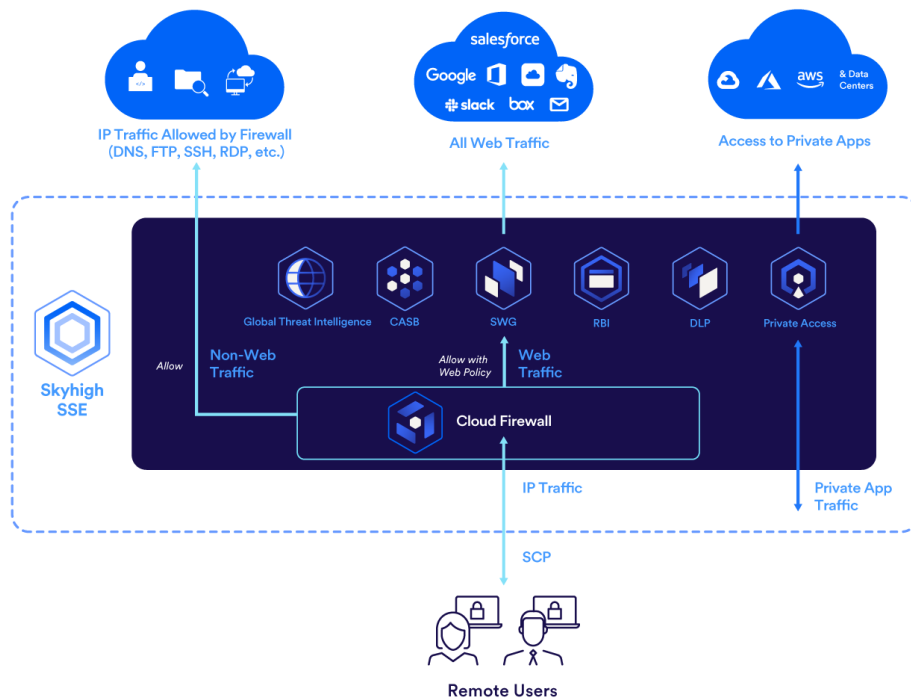 salesforce
Google
slack
box
aws
& Data
Centers
</>
IP Traffic Allowed by Firewall
(DNS, FTP, SSH, RDP, etc.)
All Web Traffic
Access to Private Apps
Global Threat Intelligence
CASB
SWG
RBI
DLP
Private Access
Skyhigh
SSE
Allow
Non-Web
Traffic
Allow with
Web Policy
Web
Traffic
Cloud Firewall
IP Traffic
Private App
Traffic
SCP
Remote Users